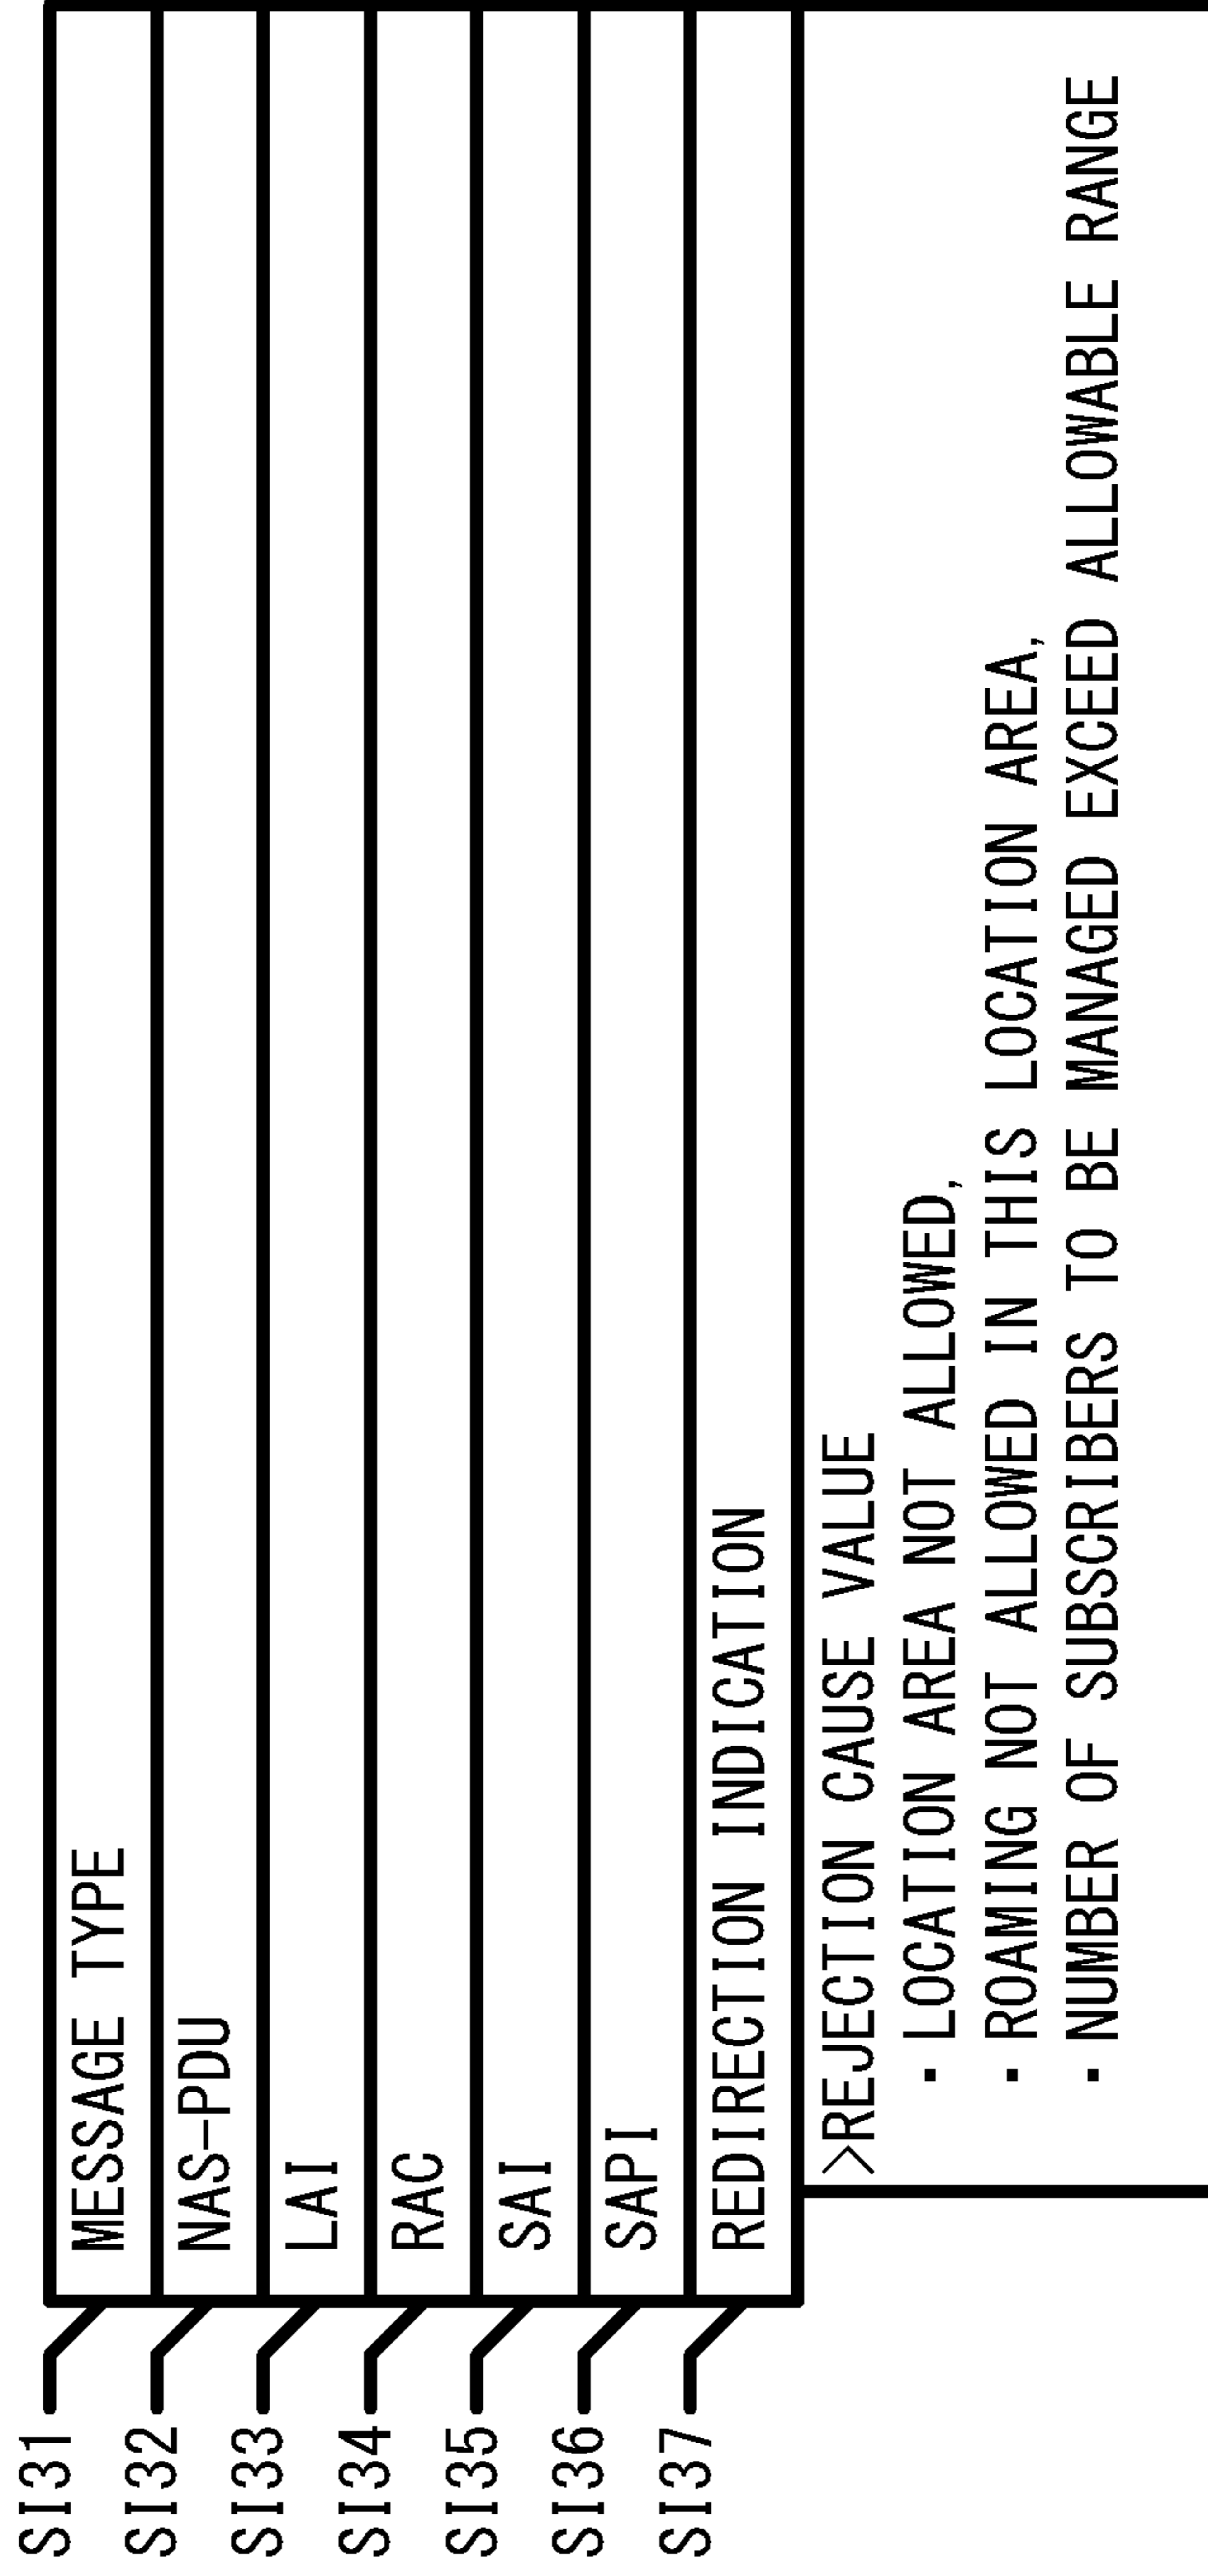 SI31 MESSAGE TYPE
SI32 NAS-PDU
SI33 LAI
SI34 RAC
SI35 SAI
SI36 SAPI
SI37 REDIRECTION INDICATION
>REJECTION CAUSE VALUE
・LOCATION AREA NOT ALLOWED,
・ROAMING NOT ALLOWED IN THIS LOCATION AREA,
・NUMBER OF SUBSCRIBERS TO BE MANAGED EXCEED ALLOWABLE RANGE